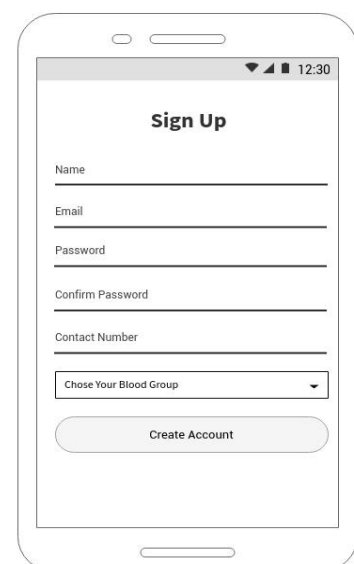 12:30
Sign Up
Name
Email
Password
Confirm Password
Contact Number
Chose Your Blood Group
Create Account